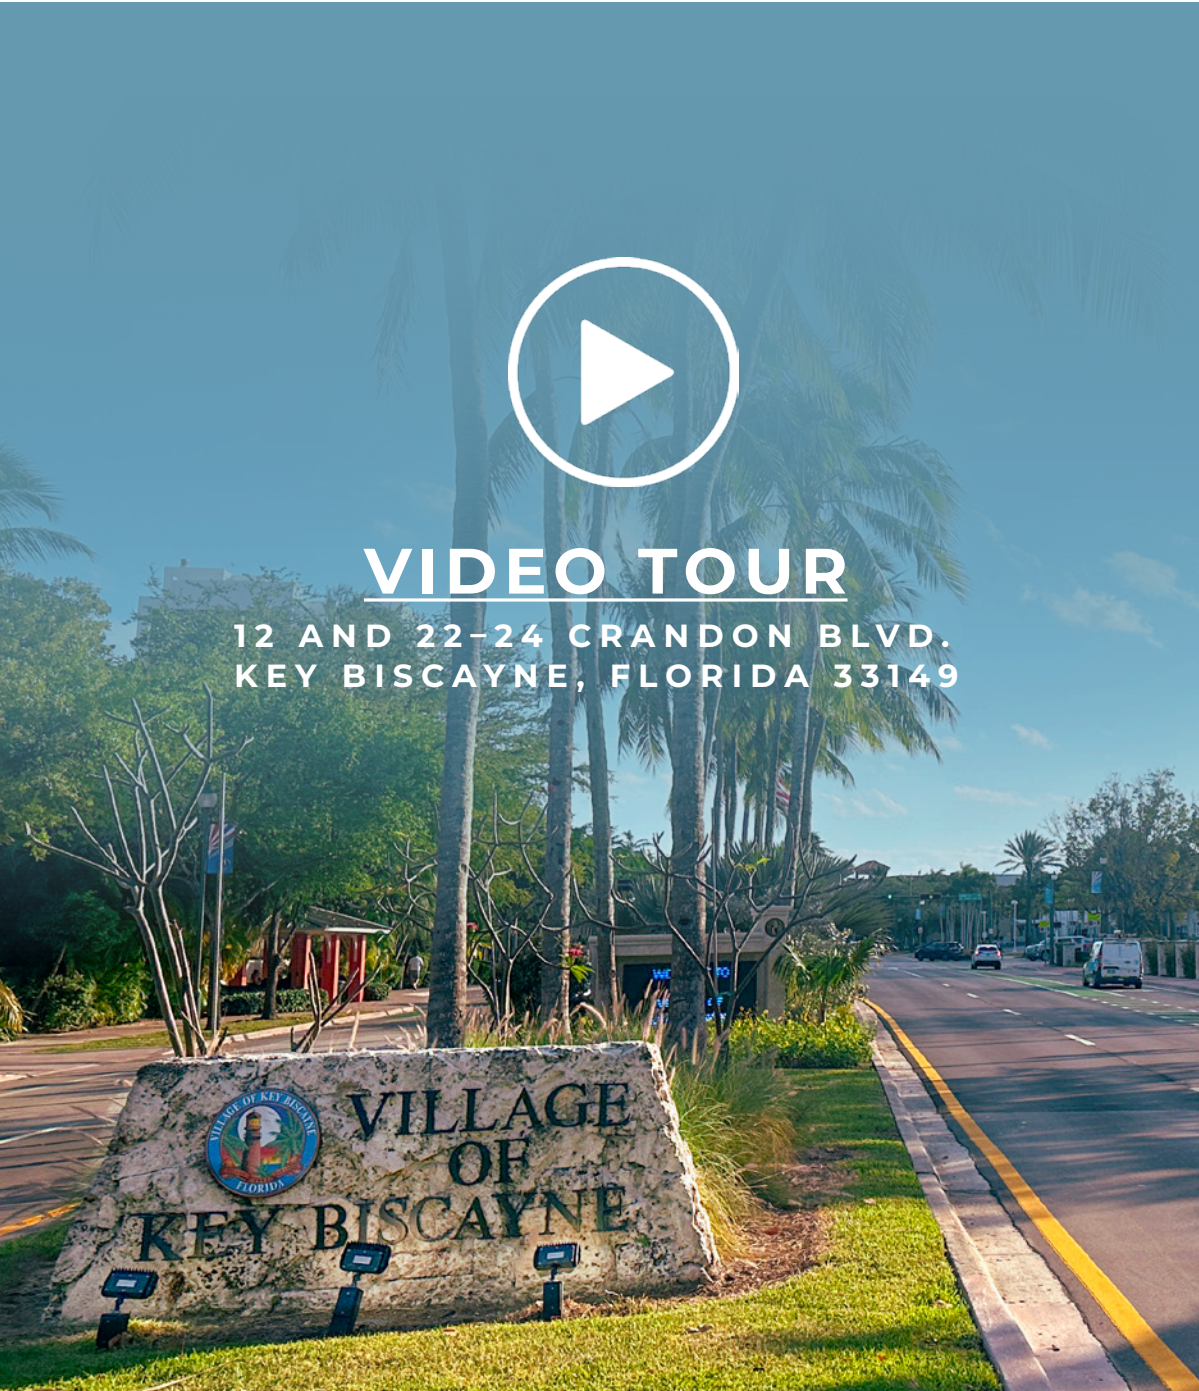 VIDEO TOUR
12 AND 22–24 CRANDON BLVD.
KEY BISCAYNE, FLORIDA 33149
VILLAGE OF KEY BISCAYNE
FLORIDA
VILLAGE
OF
KEY BISCAYNE